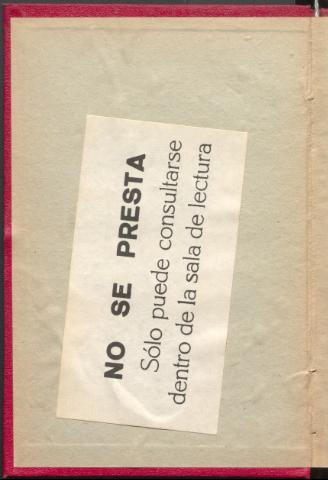 NO SE PRESTA
Sólo puede consultarse
dentro de la sala de lectura